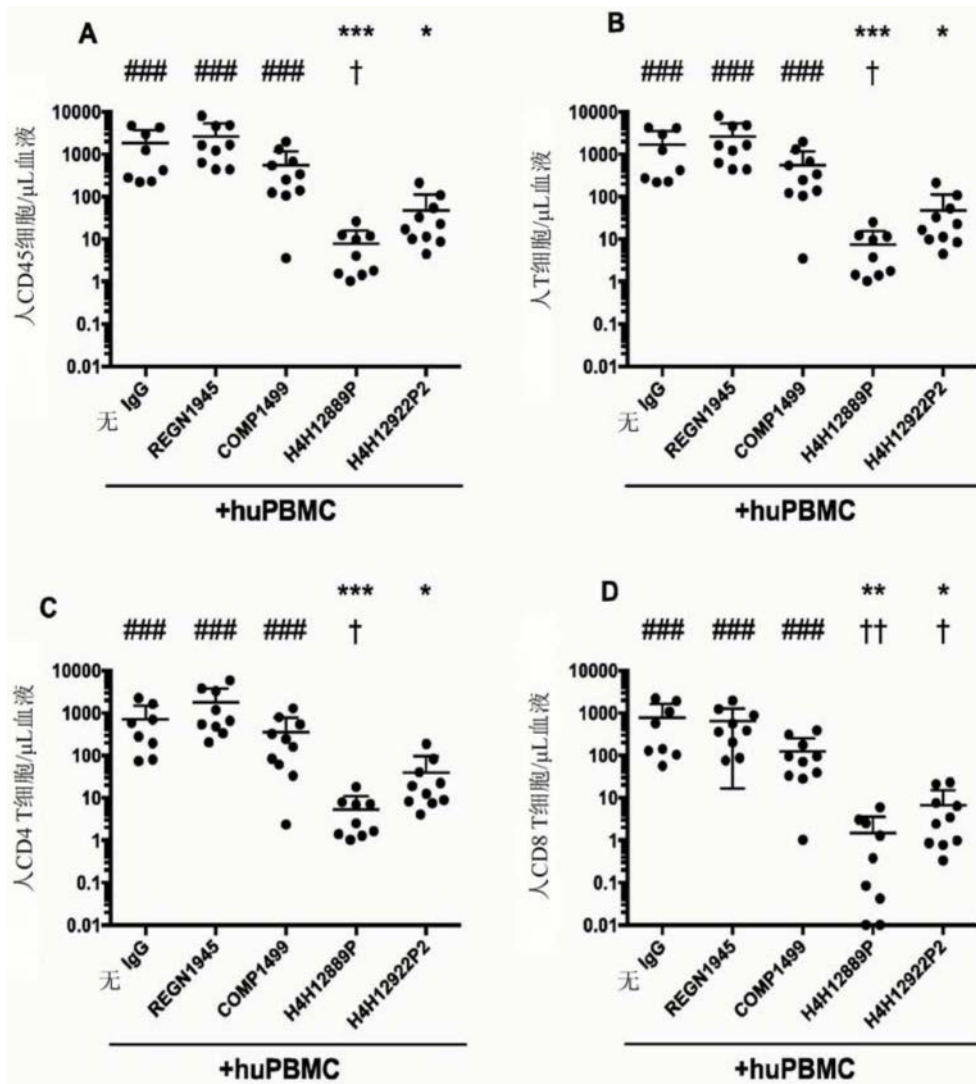 A
*** *
### ### ### †
人CD45细胞/μL血液
10000
1000
100
10
1
0.1
0.01
无 IgG
REGN1945
COMP1499
H4H12889P
H4H12922P2
+huPBMC
B
*** *
### ### ### †
人T细胞/μL血液
10000
1000
100
10
1
0.1
0.01
无 IgG
REGN1945
COMP1499
H4H12889P
H4H12922P2
+huPBMC
C
*** *
### ### ### †
人CD4 T细胞/μL血液
10000
1000
100
10
1
0.1
0.01
无 IgG
REGN1945
COMP1499
H4H12889P
H4H12922P2
+huPBMC
D
** *
### ### ### †† †
人CD8 T细胞/μL血液
10000
1000
100
10
1
0.1
0.01
无 IgG
REGN1945
COMP1499
H4H12889P
H4H12922P2
+huPBMC